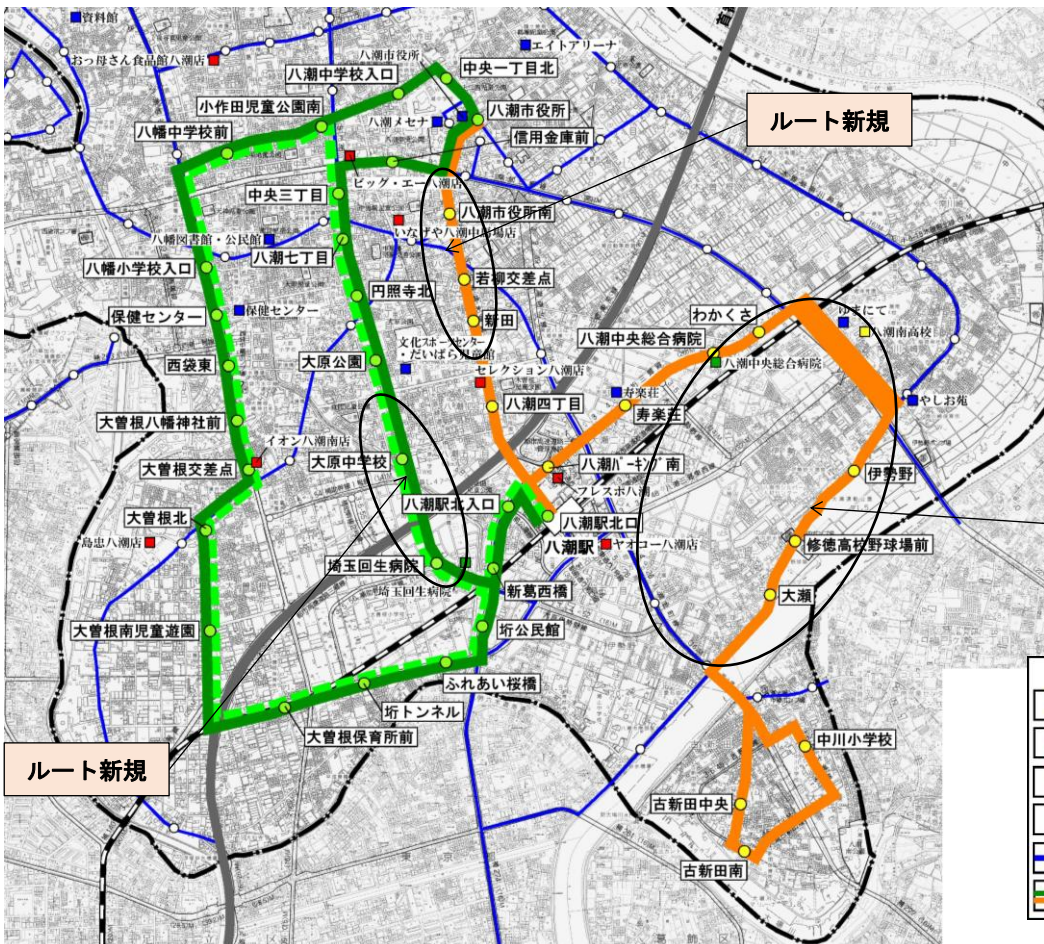 資料館
エイトアリーナ
おっ母さん食品館八潮店
八潮市役所
中央一丁目北
八潮中学校入口
小作田児童公園南
八潮メセナ
八潮市役所
ルート新規
八幡中学校前
信用金庫前
ビッグ・エー八潮店
中央三丁目
八潮市役所南
いなげや八潮中馬場店
八幡図書館・公民館
八潮七丁目
八幡小学校入口
若柳交差点
円照寺北
保健センター
保健センター
新田
わかくさ
ゆまにて
八潮南高校
八潮中央総合病院
八潮中央総合病院
文化スポーツセンター
・だいばら児童館
西袋東
大原公園
セレクション八潮店
やしお苑
寿楽荘
寿楽荘
八潮四丁目
大曽根八幡神社前
イオン八潮南店
大曽根交差点
大原中学校
八潮パーキング南
フレスポ八潮
伊勢野
八潮駅北入口
八潮駅北口
大曽根北
島忠八潮店
八潮駅
ヤオコー八潮店
修徳高校野球場前
埼玉回生病院
埼玉回生病院
新葛西橋
大瀬
大曽根南児童遊園
圦公民館
ふれあい桜橋
圦トンネル
大曽根保育所前
ルート新規
中川小学校
古新田中央
古新田南